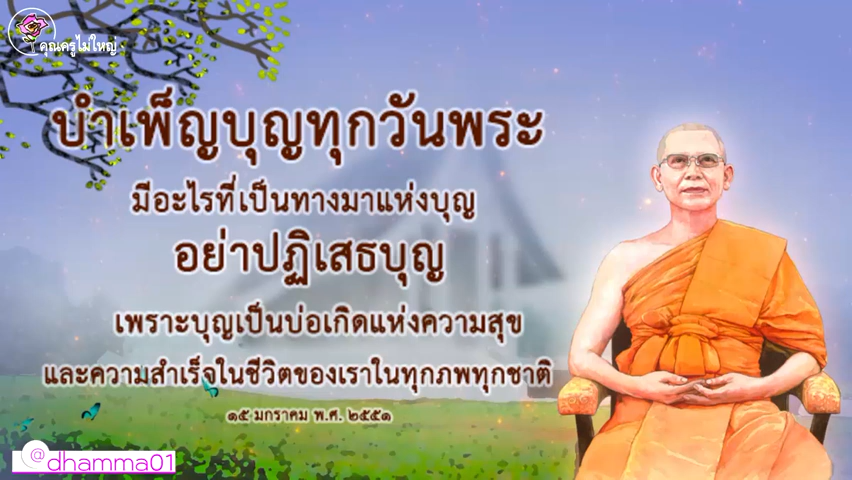 คุณครูไม่ใหญ่
บำเพ็ญบุญทุกวันพระ
มีอะไรที่เป็นทางมาแห่งบุญ
อย่าปฏิเสธบุญ
เพราะบุญเป็นบ่อเกิดแห่งความสุข
และความสำเร็จในชีวิตของเราในทุกภพทุกชาติ
๑๕ มกราคม พ.ศ. ๒๕๕๑
@dhamma01